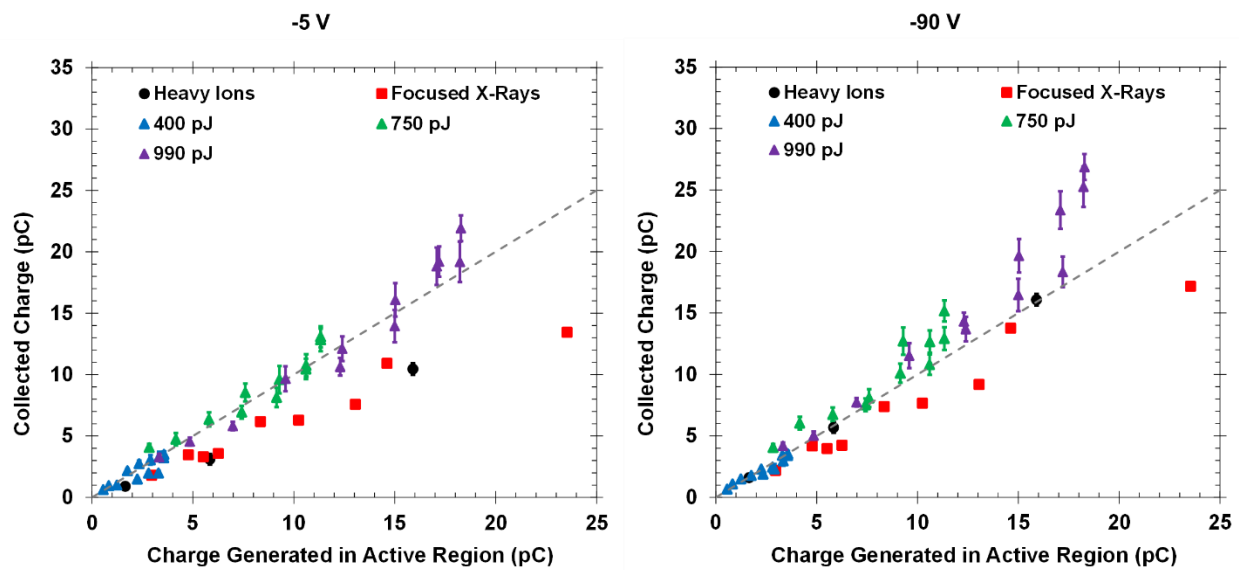 -5 V
35
30
25
20
15
10
5
0
0 5 10 15 20 25
Collected Charge (pC)
Charge Generated in Active Region (pC)
Heavy Ions
Focused X-Rays
400 pJ
750 pJ
990 pJ
-90 V
35
30
25
20
15
10
5
0
0 5 10 15 20 25
Collected Charge (pC)
Charge Generated in Active Region (pC)
Heavy Ions
Focused X-Rays
400 pJ
750 pJ
990 pJ